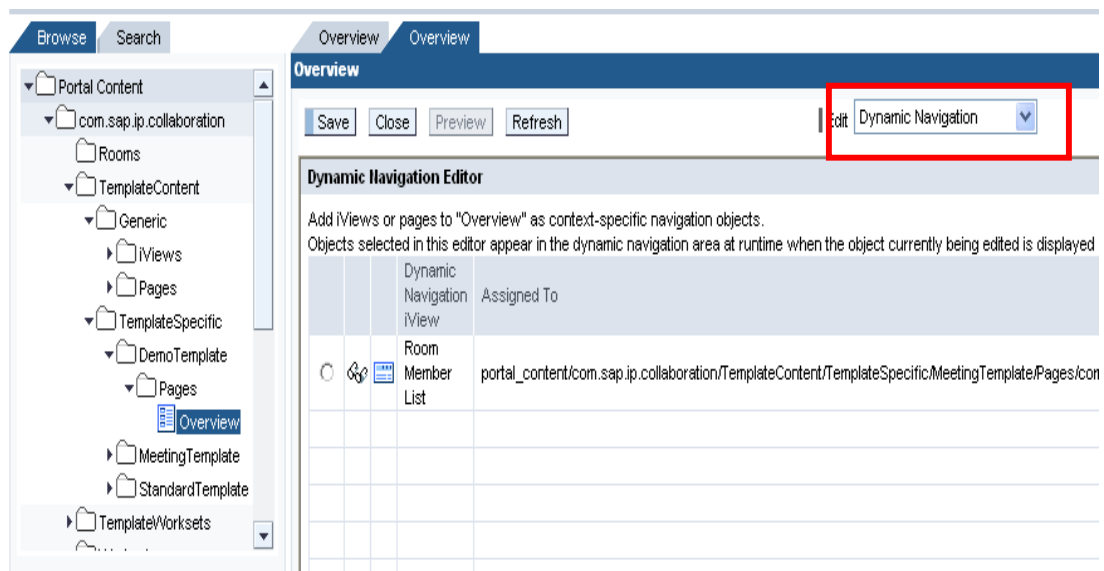 Browse Search
Portal Content
com.sap.ip.collaboration
Rooms
TemplateContent
Generic
iViews
Pages
TemplateSpecific
DemoTemplate
Pages
Overview
MeetingTemplate
StandardTemplate
TemplateWorksets
Overview Overview
Overview
Save Close Preview Refresh Edit Dynamic Navigation
Dynamic Navigation Editor
Add iViews or pages to "Overview" as context-specific navigation objects.
Objects selected in this editor appear in the dynamic navigation area at runtime when the object currently being edited is displayed
Dynamic
Navigation Assigned To
iView
Room
Member portal_content/com.sap.ip.collaboration/TemplateContent/TemplateSpecific/MeetingTemplate/Pages/com
List